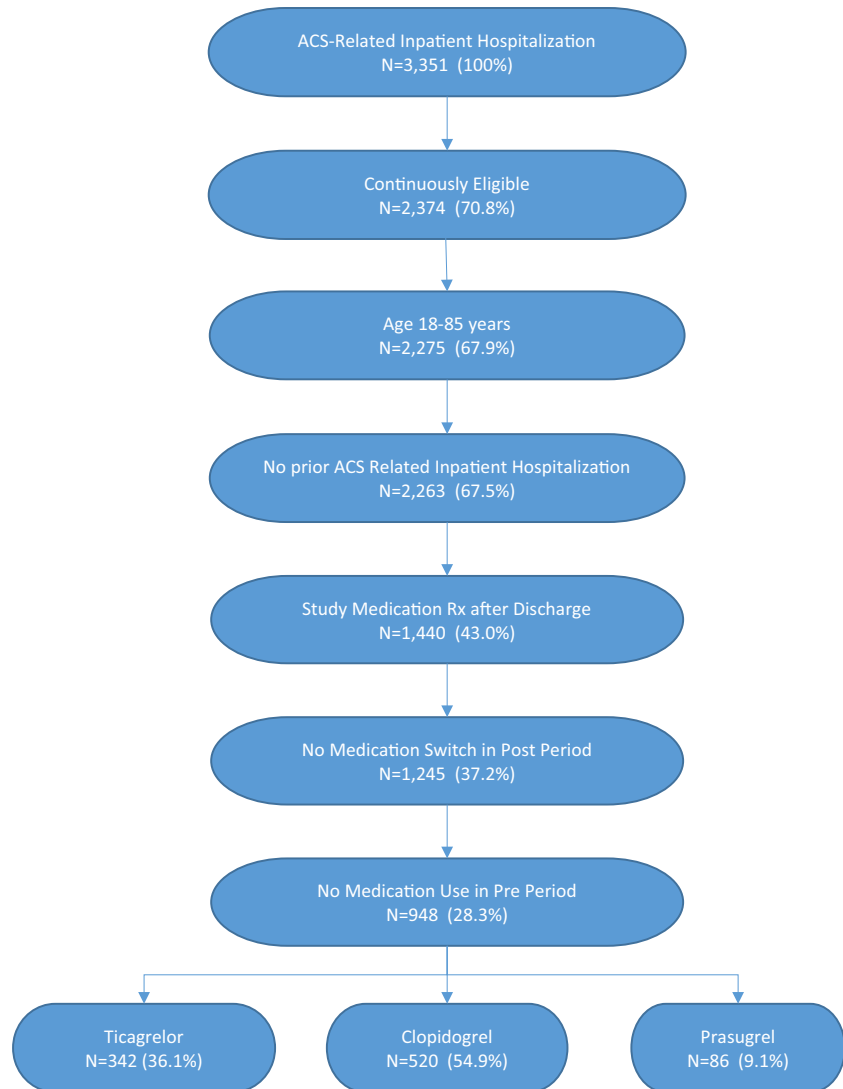 ACS-Related Inpatient Hospitalization
N=3,351 (100%)
Continuously Eligible
N=2,374 (70.8%)
Age 18-85 years
N=2,275 (67.9%)
No prior ACS Related Inpatient Hospitalization
N=2,263 (67.5%)
Study Medication Rx after Discharge
N=1,440 (43.0%)
No Medication Switch in Post Period
N=1,245 (37.2%)
No Medication Use in Pre Period
N=948 (28.3%)
Ticagrelor
N=342 (36.1%)
Clopidogrel
N=520 (54.9%)
Prasugrel
N=86 (9.1%)